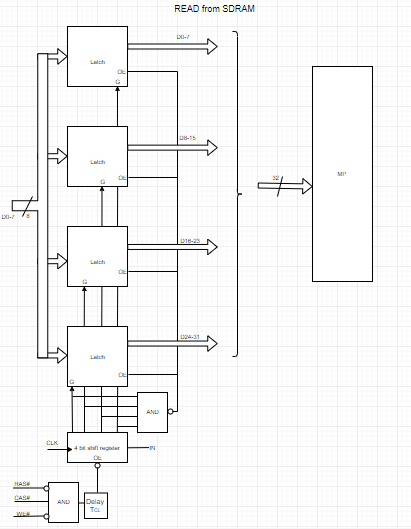 READ from SDRAM
D0-7
Latch
OE
G
D8-15
Latch
OE
G
32
MP
D0-7
8
D16-23
Latch
OE
G
D24-31
Latch
OE
G
AND
CLK
4 bit shift register
IN
OE
RAS#
CAS#
WE#
AND
Delay
TCL